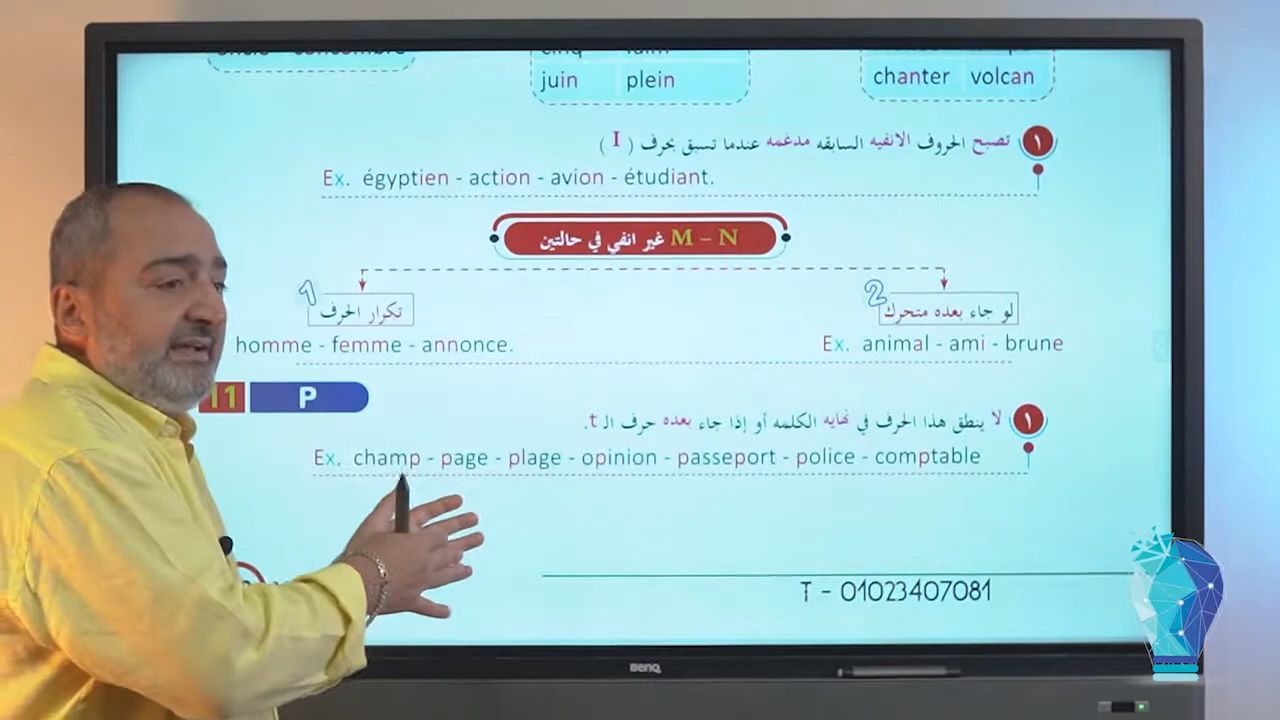 juin plein
chanter volcan
١ تصبح الحروف الانفيه السابقه مدغمه عندما تسبق بحرف ( I )
Ex. égyptien - action - avion - étudiant.
M – N غير انفي في حالتين
1 تكرار الحرف
2 لو جاء بعده متحرك
homme - femme - annonce.
Ex. animal - ami - brune
11 P
١ لا ينطق هذا الحرف في نهايه الكلمه أو إذا جاء بعده حرف الـ t.
Ex. champ - page - plage - opinion - passeport - police - comptable
T - 01023407081
BenQ